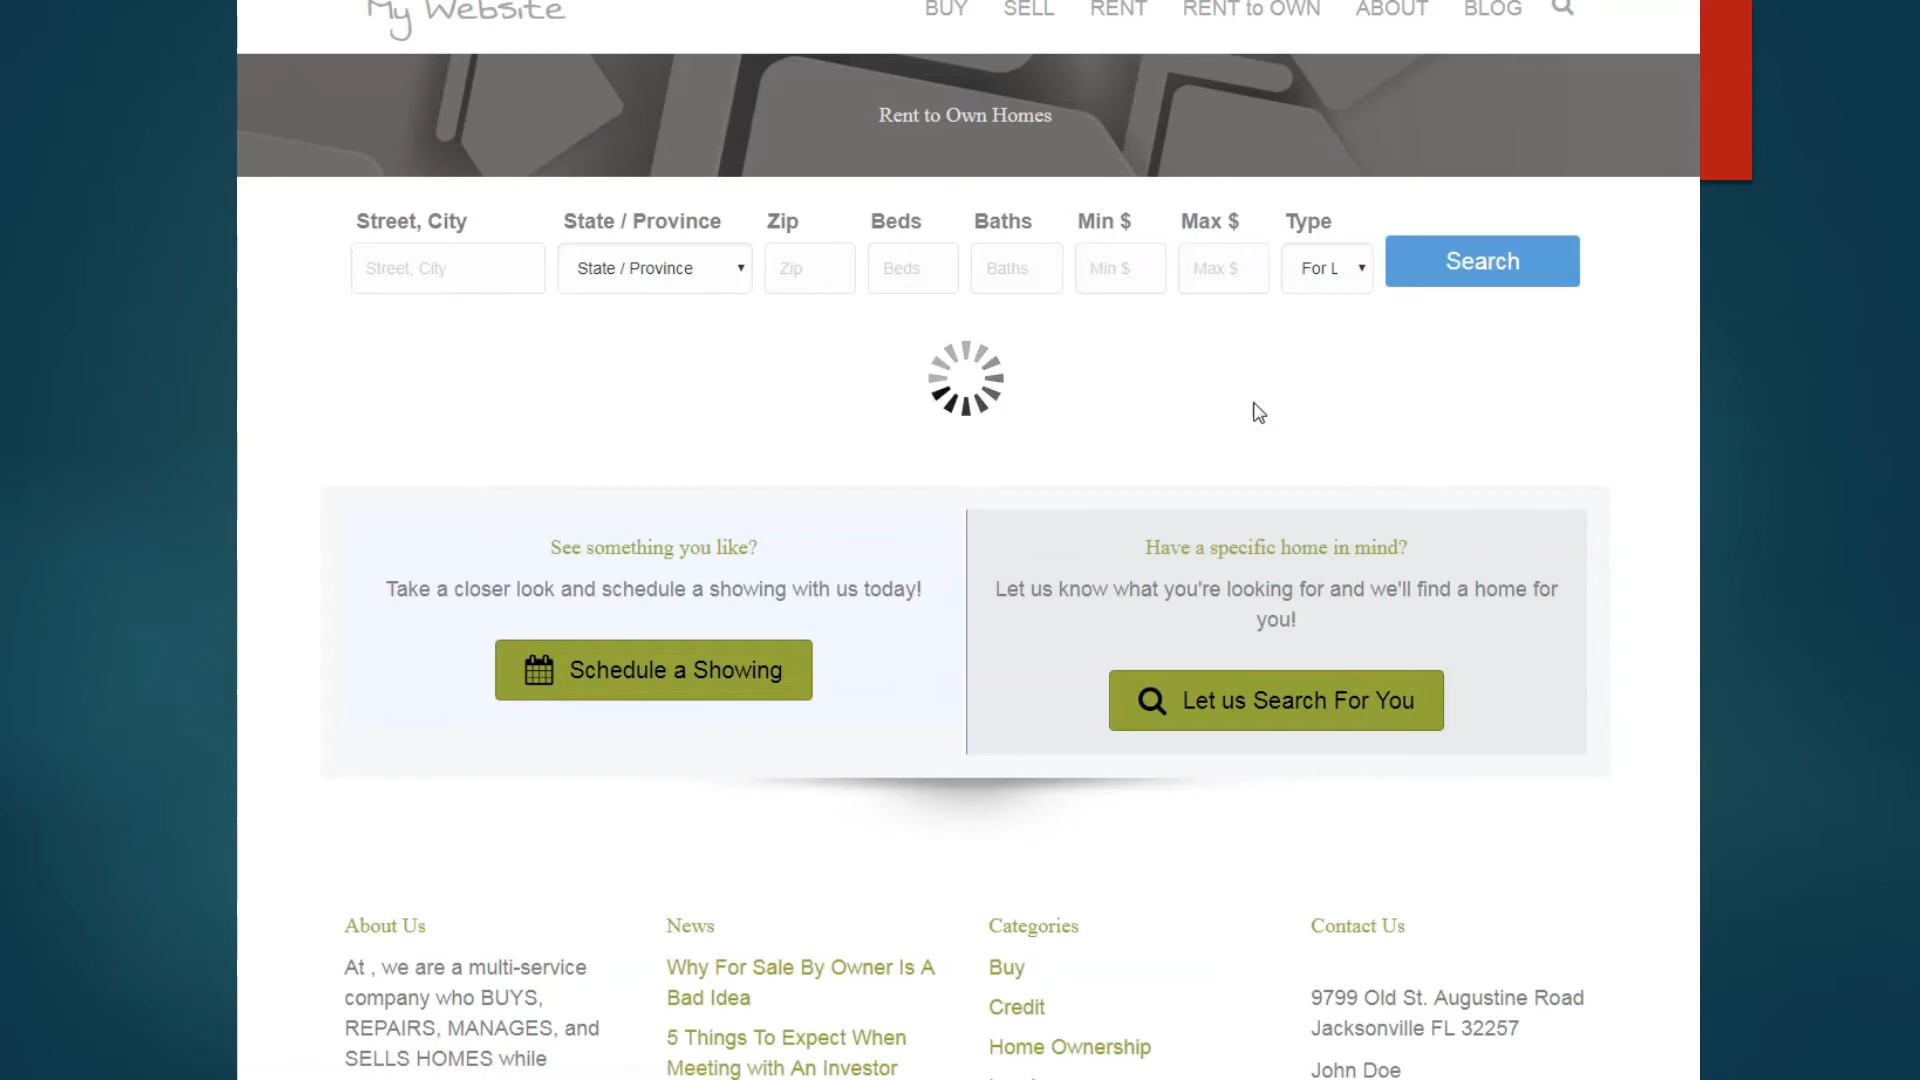 My Website
BUY SELL RENT RENT to OWN ABOUT BLOG
Rent to Own Homes
Street, City State / Province Zip Beds Baths Min $ Max $ Type
Street, City State / Province Zip Beds Baths Min $ Max $ For L Search
See something you like?
Take a closer look and schedule a showing with us today!
Schedule a Showing
Have a specific home in mind?
Let us know what you're looking for and we'll find a home for
you!
Let us Search For You
About Us
At , we are a multi-service
company who BUYS,
REPAIRS, MANAGES, and
SELLS HOMES while
News
Why For Sale By Owner Is A
Bad Idea
5 Things To Expect When
Meeting with An Investor
Categories
Buy
Credit
Home Ownership
Contact Us
9799 Old St. Augustine Road
Jacksonville FL 32257
John Doe